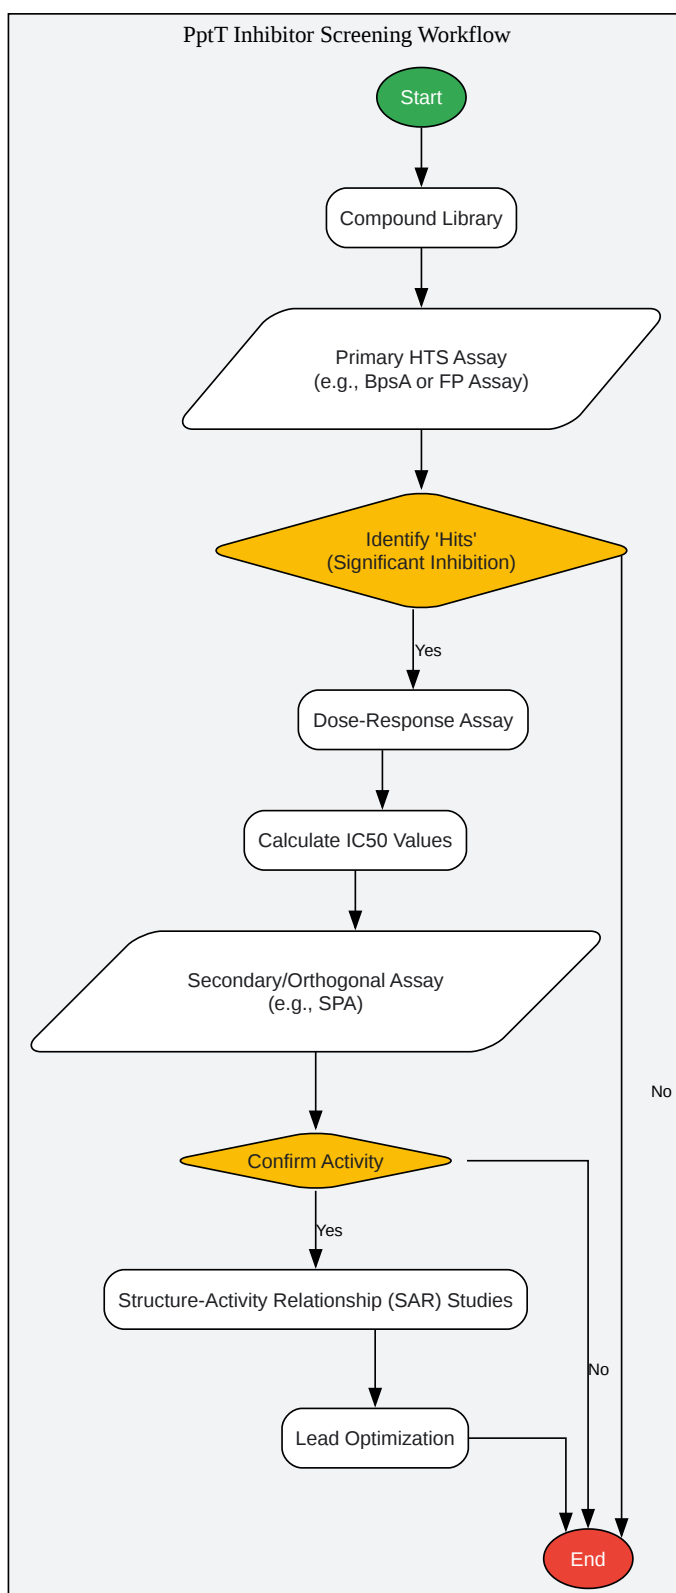 PptT Inhibitor Screening Workflow
Start
Compound Library
Primary HTS Assay
(e.g., BpsA or FP Assay)
Identify 'Hits'
(Significant Inhibition)
Yes
Dose-Response Assay
Calculate IC50 Values
Secondary/Orthogonal Assay
(e.g., SPA)
No
Confirm Activity
Yes
Structure-Activity Relationship (SAR) Studies
No
Lead Optimization
End